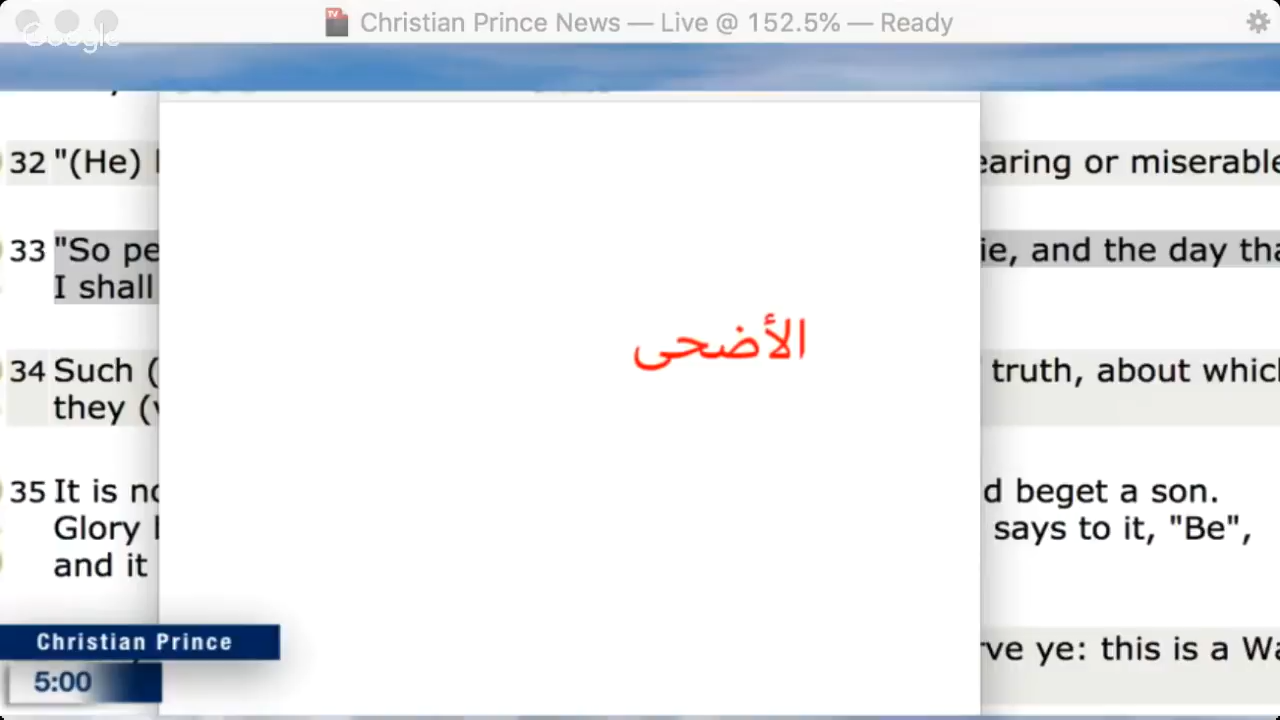 Christian Prince News — Live @ 152.5% — Ready
Google
32 "(He) earing or miserable
33 "So pe ie, and the day tha
I shall
الأضحى
34 Such ( truth, about which
they (
35 It is no d beget a son.
Glory says to it, "Be",
and it
rve ye: this is a Wa
Christian Prince
5:00